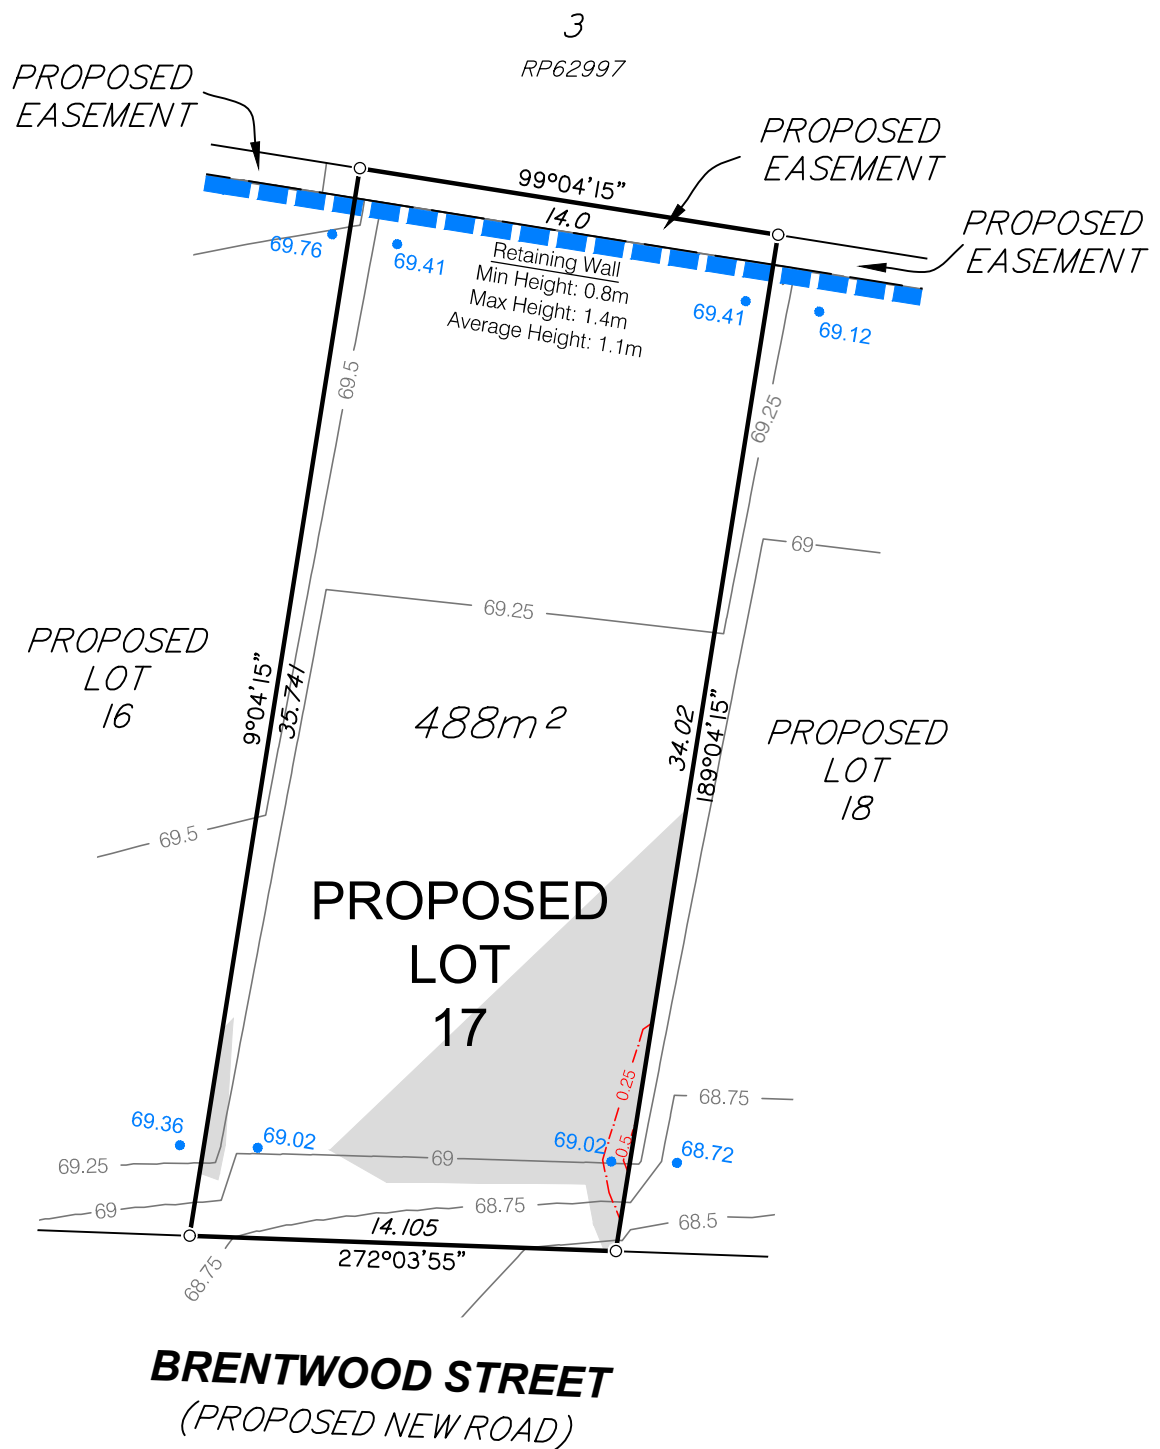 3
RP62997
PROPOSED
EASEMENT
PROPOSED
EASEMENT
PROPOSED
EASEMENT
99°04'15"
14.0
69.76
69.41
Retaining Wall
Min Height: 0.8m
Max Height: 1.4m
Average Height: 1.1m
69.41
69.12
69.5
69.25
69
69.25
PROPOSED
LOT
16
9°04'15"
35.741
488m²
34.02
189°04'15"
PROPOSED
LOT
18
69.5
PROPOSED
LOT
17
0.25
0.5
68.75
69.36
69.02
69.02
68.72
69.25
69
69
68.75
68.5
14.105
272°03'55"
68.75
BRENTWOOD STREET
(PROPOSED NEW ROAD)